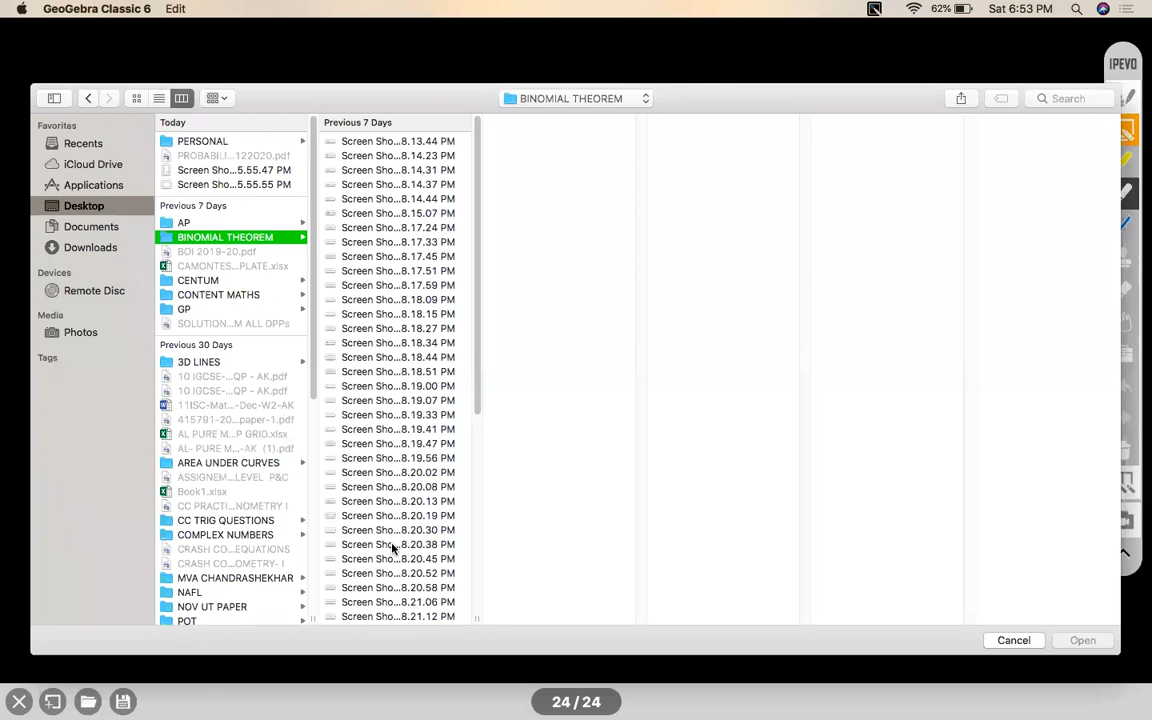 GeoGebra Classic 6 Edit 62% Sat 6:53 PM
IPEVO
BINOMIAL THEOREM Search
Favorites
Recents
iCloud Drive
Applications
Desktop
Documents
Downloads
Devices
Remote Disc
Media
Photos
Tags
Today
PERSONAL
PROBABILI...122020.pdf
Screen Sho...5.55.47 PM
Screen Sho...5.55.55 PM
Previous 7 Days
AP
BINOMIAL THEOREM
BOI 2019-20.pdf
CAMONTES...PLATE.xlsx
CENTUM
CONTENT MATHS
GP
SOLUTION...M ALL DPPs
Previous 30 Days
3D LINES
10 IGCSE-...QP - AK.pdf
10 IGCSE-...QP - AK.pdf
11ISC-Mat...-Dec-W2-AK
415791-20...paper-1.pdf
AL PURE M...P GRID.xlsx
AL- PURE M...-AK (1).pdf
AREA UNDER CURVES
ASSIGNEM...LEVEL P&C
Book1.xlsx
CC PRACTI...NOMETRY I
CC TRIG QUESTIONS
COMPLEX NUMBERS
CRASH CO...EQUATIONS
CRASH CO...OMETRY- I
MVA CHANDRASHEKHAR
NAFL
NOV UT PAPER
POT
Previous 7 Days
Screen Sho...8.13.44 PM
Screen Sho...8.14.23 PM
Screen Sho...8.14.31 PM
Screen Sho...8.14.37 PM
Screen Sho...8.14.44 PM
Screen Sho...8.15.07 PM
Screen Sho...8.17.24 PM
Screen Sho...8.17.33 PM
Screen Sho...8.17.45 PM
Screen Sho...8.17.51 PM
Screen Sho...8.17.59 PM
Screen Sho...8.18.09 PM
Screen Sho...8.18.15 PM
Screen Sho...8.18.27 PM
Screen Sho...8.18.34 PM
Screen Sho...8.18.44 PM
Screen Sho...8.18.51 PM
Screen Sho...8.19.00 PM
Screen Sho...8.19.07 PM
Screen Sho...8.19.33 PM
Screen Sho...8.19.41 PM
Screen Sho...8.19.47 PM
Screen Sho...8.19.56 PM
Screen Sho...8.20.02 PM
Screen Sho...8.20.08 PM
Screen Sho...8.20.13 PM
Screen Sho...8.20.19 PM
Screen Sho...8.20.30 PM
Screen Sho...8.20.38 PM
Screen Sho...8.20.45 PM
Screen Sho...8.20.52 PM
Screen Sho...8.20.58 PM
Screen Sho...8.21.06 PM
Screen Sho...8.21.12 PM
Cancel Open
24 / 24